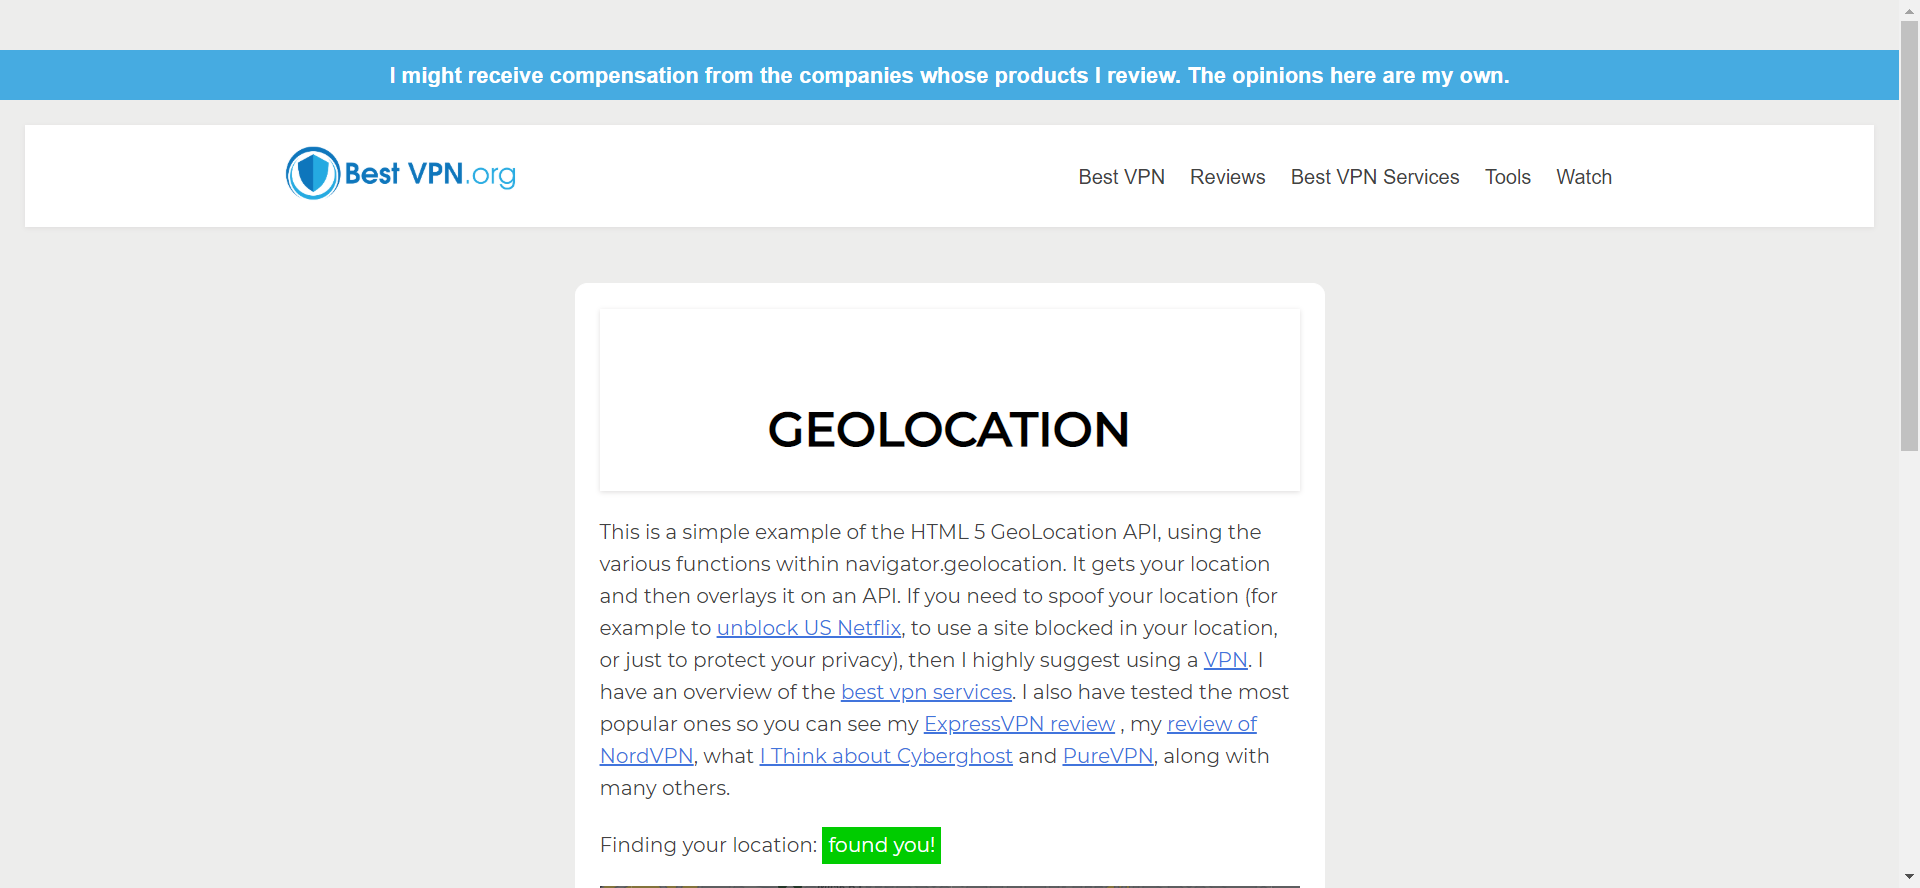 I might receive compensation from the companies whose products I review. The opinions here are my own.
Best VPN.org
Best VPN Reviews Best VPN Services Tools Watch
GEOLOCATION
This is a simple example of the HTML 5 GeoLocation API, using the
various functions within navigator.geolocation. It gets your location
and then overlays it on an API. If you need to spoof your location (for
example to unblock US Netflix, to use a site blocked in your location,
or just to protect your privacy), then I highly suggest using a VPN. I
have an overview of the best vpn services. I also have tested the most
popular ones so you can see my ExpressVPN review , my review of
NordVPN, what I Think about Cyberghost and PureVPN, along with
many others.
Finding your location: found you!